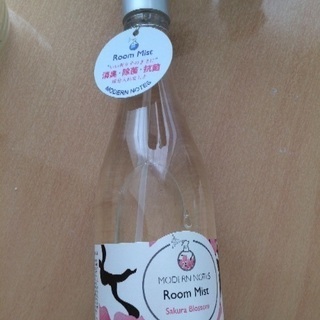 Room Mist
消臭・除菌・抗菌
MODERN NOTES
MODERN NOTES
Room Mist
Sakura Blossom